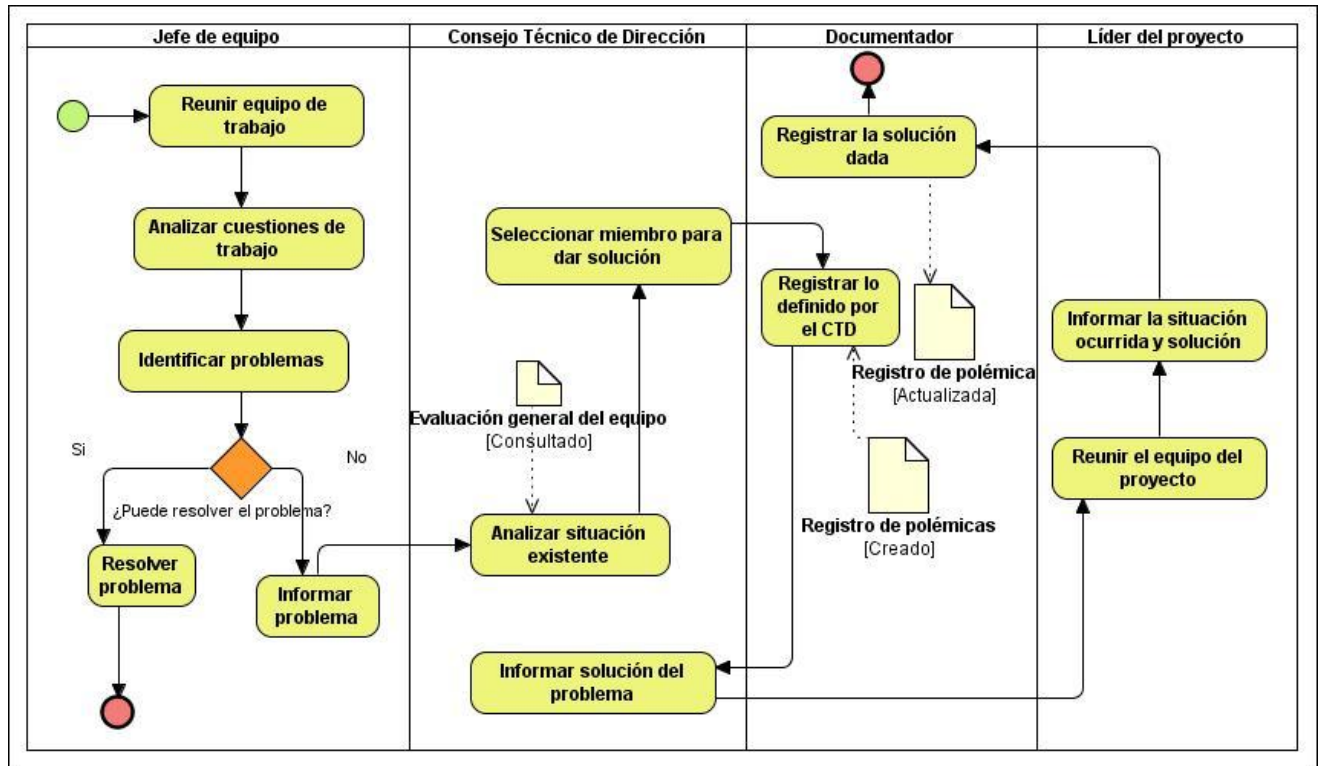 Jefe de equipo
Consejo Técnico de Dirección
Documentador
Líder del proyecto
Reunir equipo de
trabajo
Analizar cuestiones de
trabajo
Identificar problemas
Si
No
¿Puede resolver el problema?
Resolver
problema
Informar
problema
Seleccionar miembro para
dar solución
Evaluación general del equipo
[Consultado]
Analizar situación
existente
Informar solución del
problema
Registrar la solución
dada
Registrar lo
definido por
el CTD
Registro de polémica
[Actualizada]
Registro de polémicas
[Creado]
Informar la situación
ocurrida y solución
Reunir el equipo del
proyecto